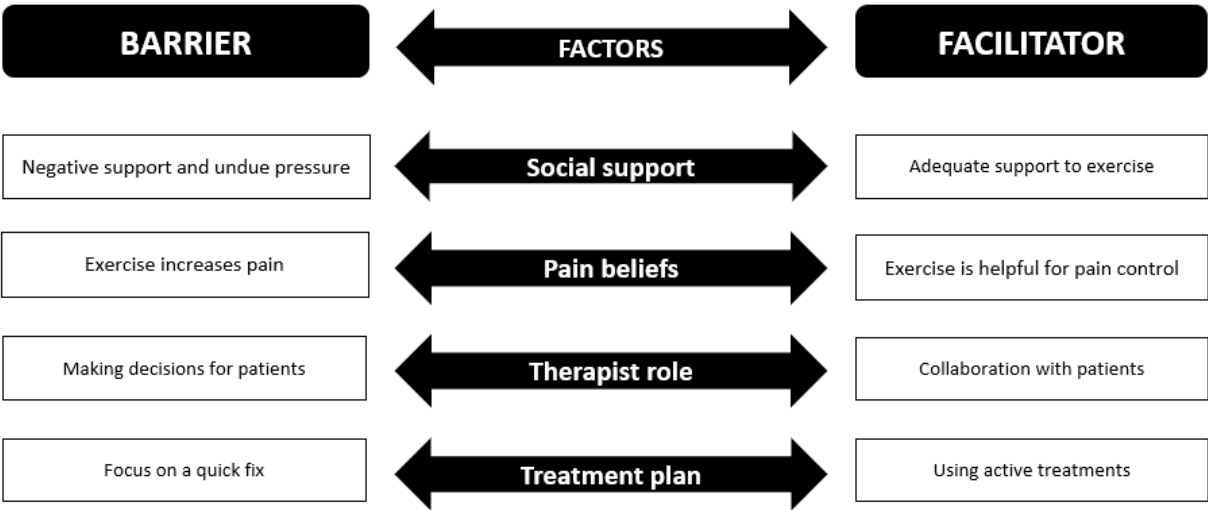 BARRIER
FACTORS
FACILITATOR
Negative support and undue pressure
Social support
Adequate support to exercise
Exercise increases pain
Pain beliefs
Exercise is helpful for pain control
Making decisions for patients
Therapist role
Collaboration with patients
Focus on a quick fix
Treatment plan
Using active treatments